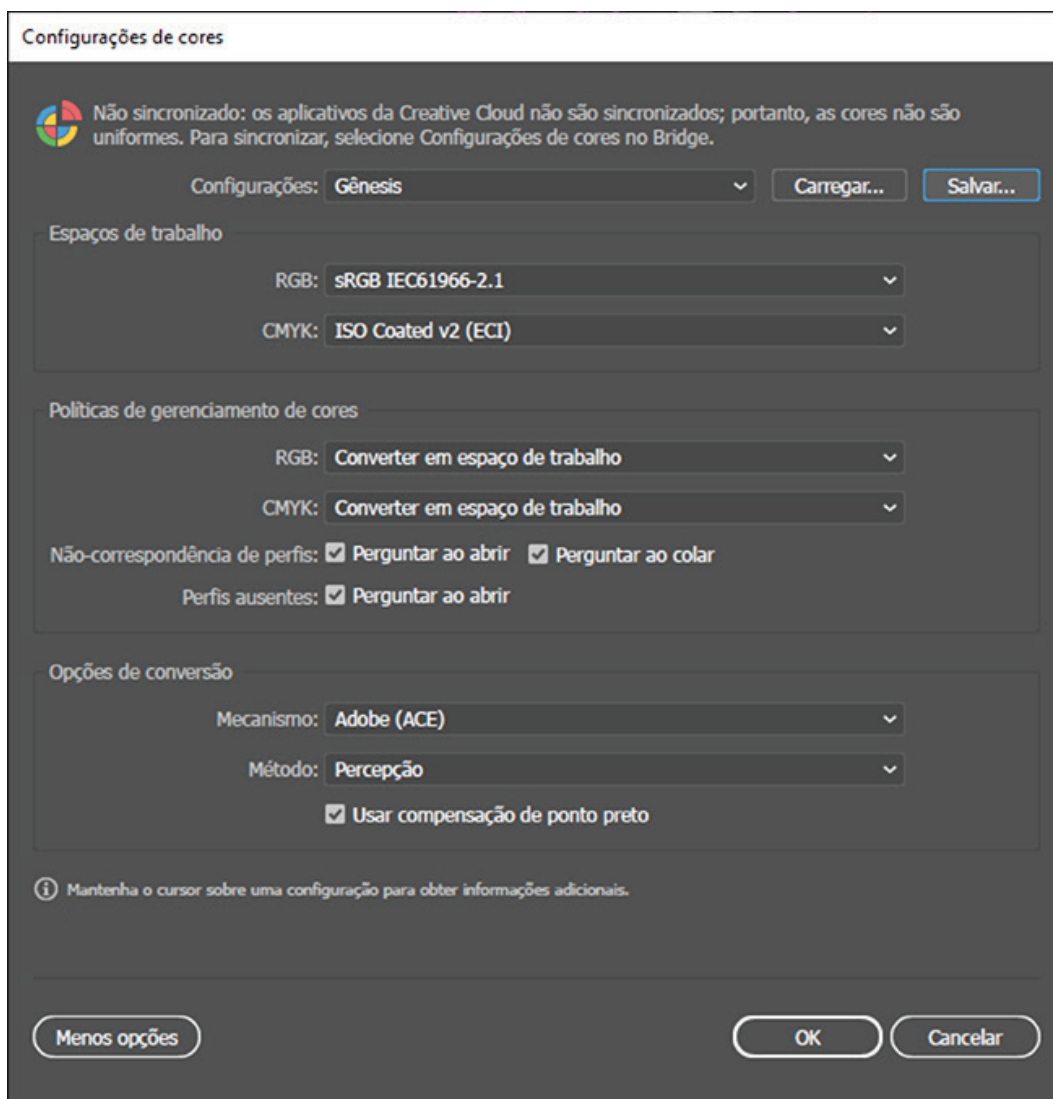 Configurações de cores
Não sincronizado: os aplicativos da Creative Cloud não são sincronizados; portanto, as cores não são
uniformes. Para sincronizar, selecione Configurações de cores no Bridge.
Configurações: Gênesis Carregar... Salvar...
Espaços de trabalho
RGB: sRGB IEC61966-2.1
CMYK: ISO Coated v2 (ECI)
Políticas de gerenciamento de cores
RGB: Converter em espaço de trabalho
CMYK: Converter em espaço de trabalho
Não-correspondência de perfis: Perguntar ao abrir Perguntar ao colar
Perfis ausentes: Perguntar ao abrir
Opções de conversão
Mecanismo: Adobe (ACE)
Método: Percepção
Usar compensação de ponto preto
Mantenha o cursor sobre uma configuração para obter informações adicionais.
Menos opções OK Cancelar